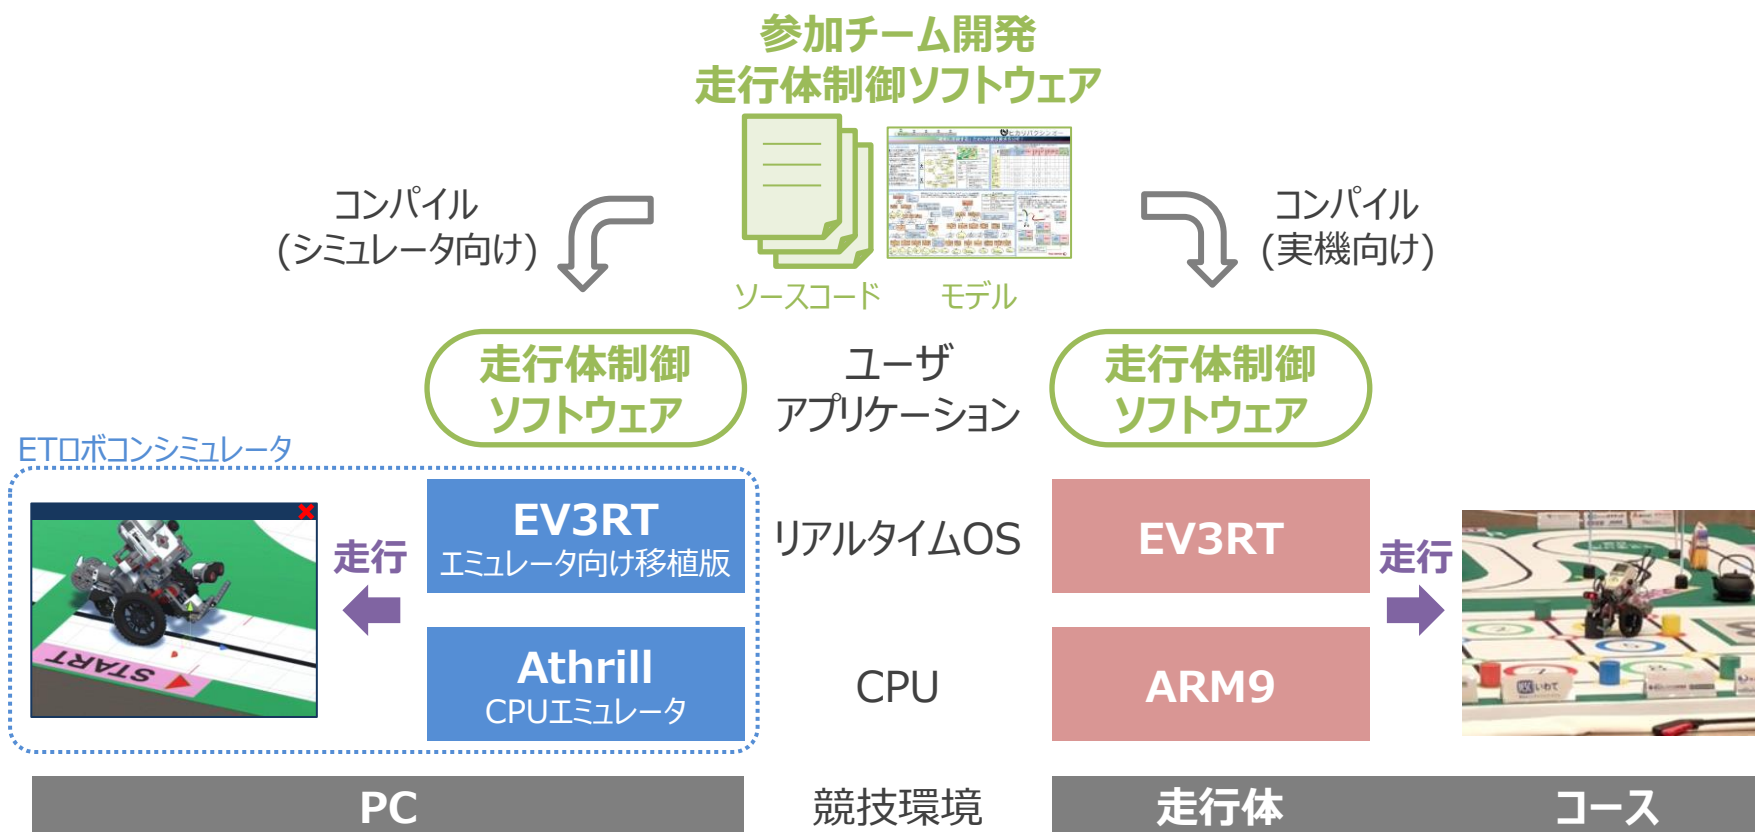 参加チーム開発
走行体制御ソフトウェア
コンパイル
(シミュレータ向け)
コンパイル
(実機向け)
ソースコード
モデル
走行体制御
ソフトウェア
ユーザ
アプリケーション
走行体制御
ソフトウェア
ETロボコンシミュレータ
START
走行
EV3RT
エミュレータ向け移植版
リアルタイムOS
EV3RT
走行
Athrill
CPUエミュレータ
CPU
ARM9
いわて
PC
競技環境
走行体
コース